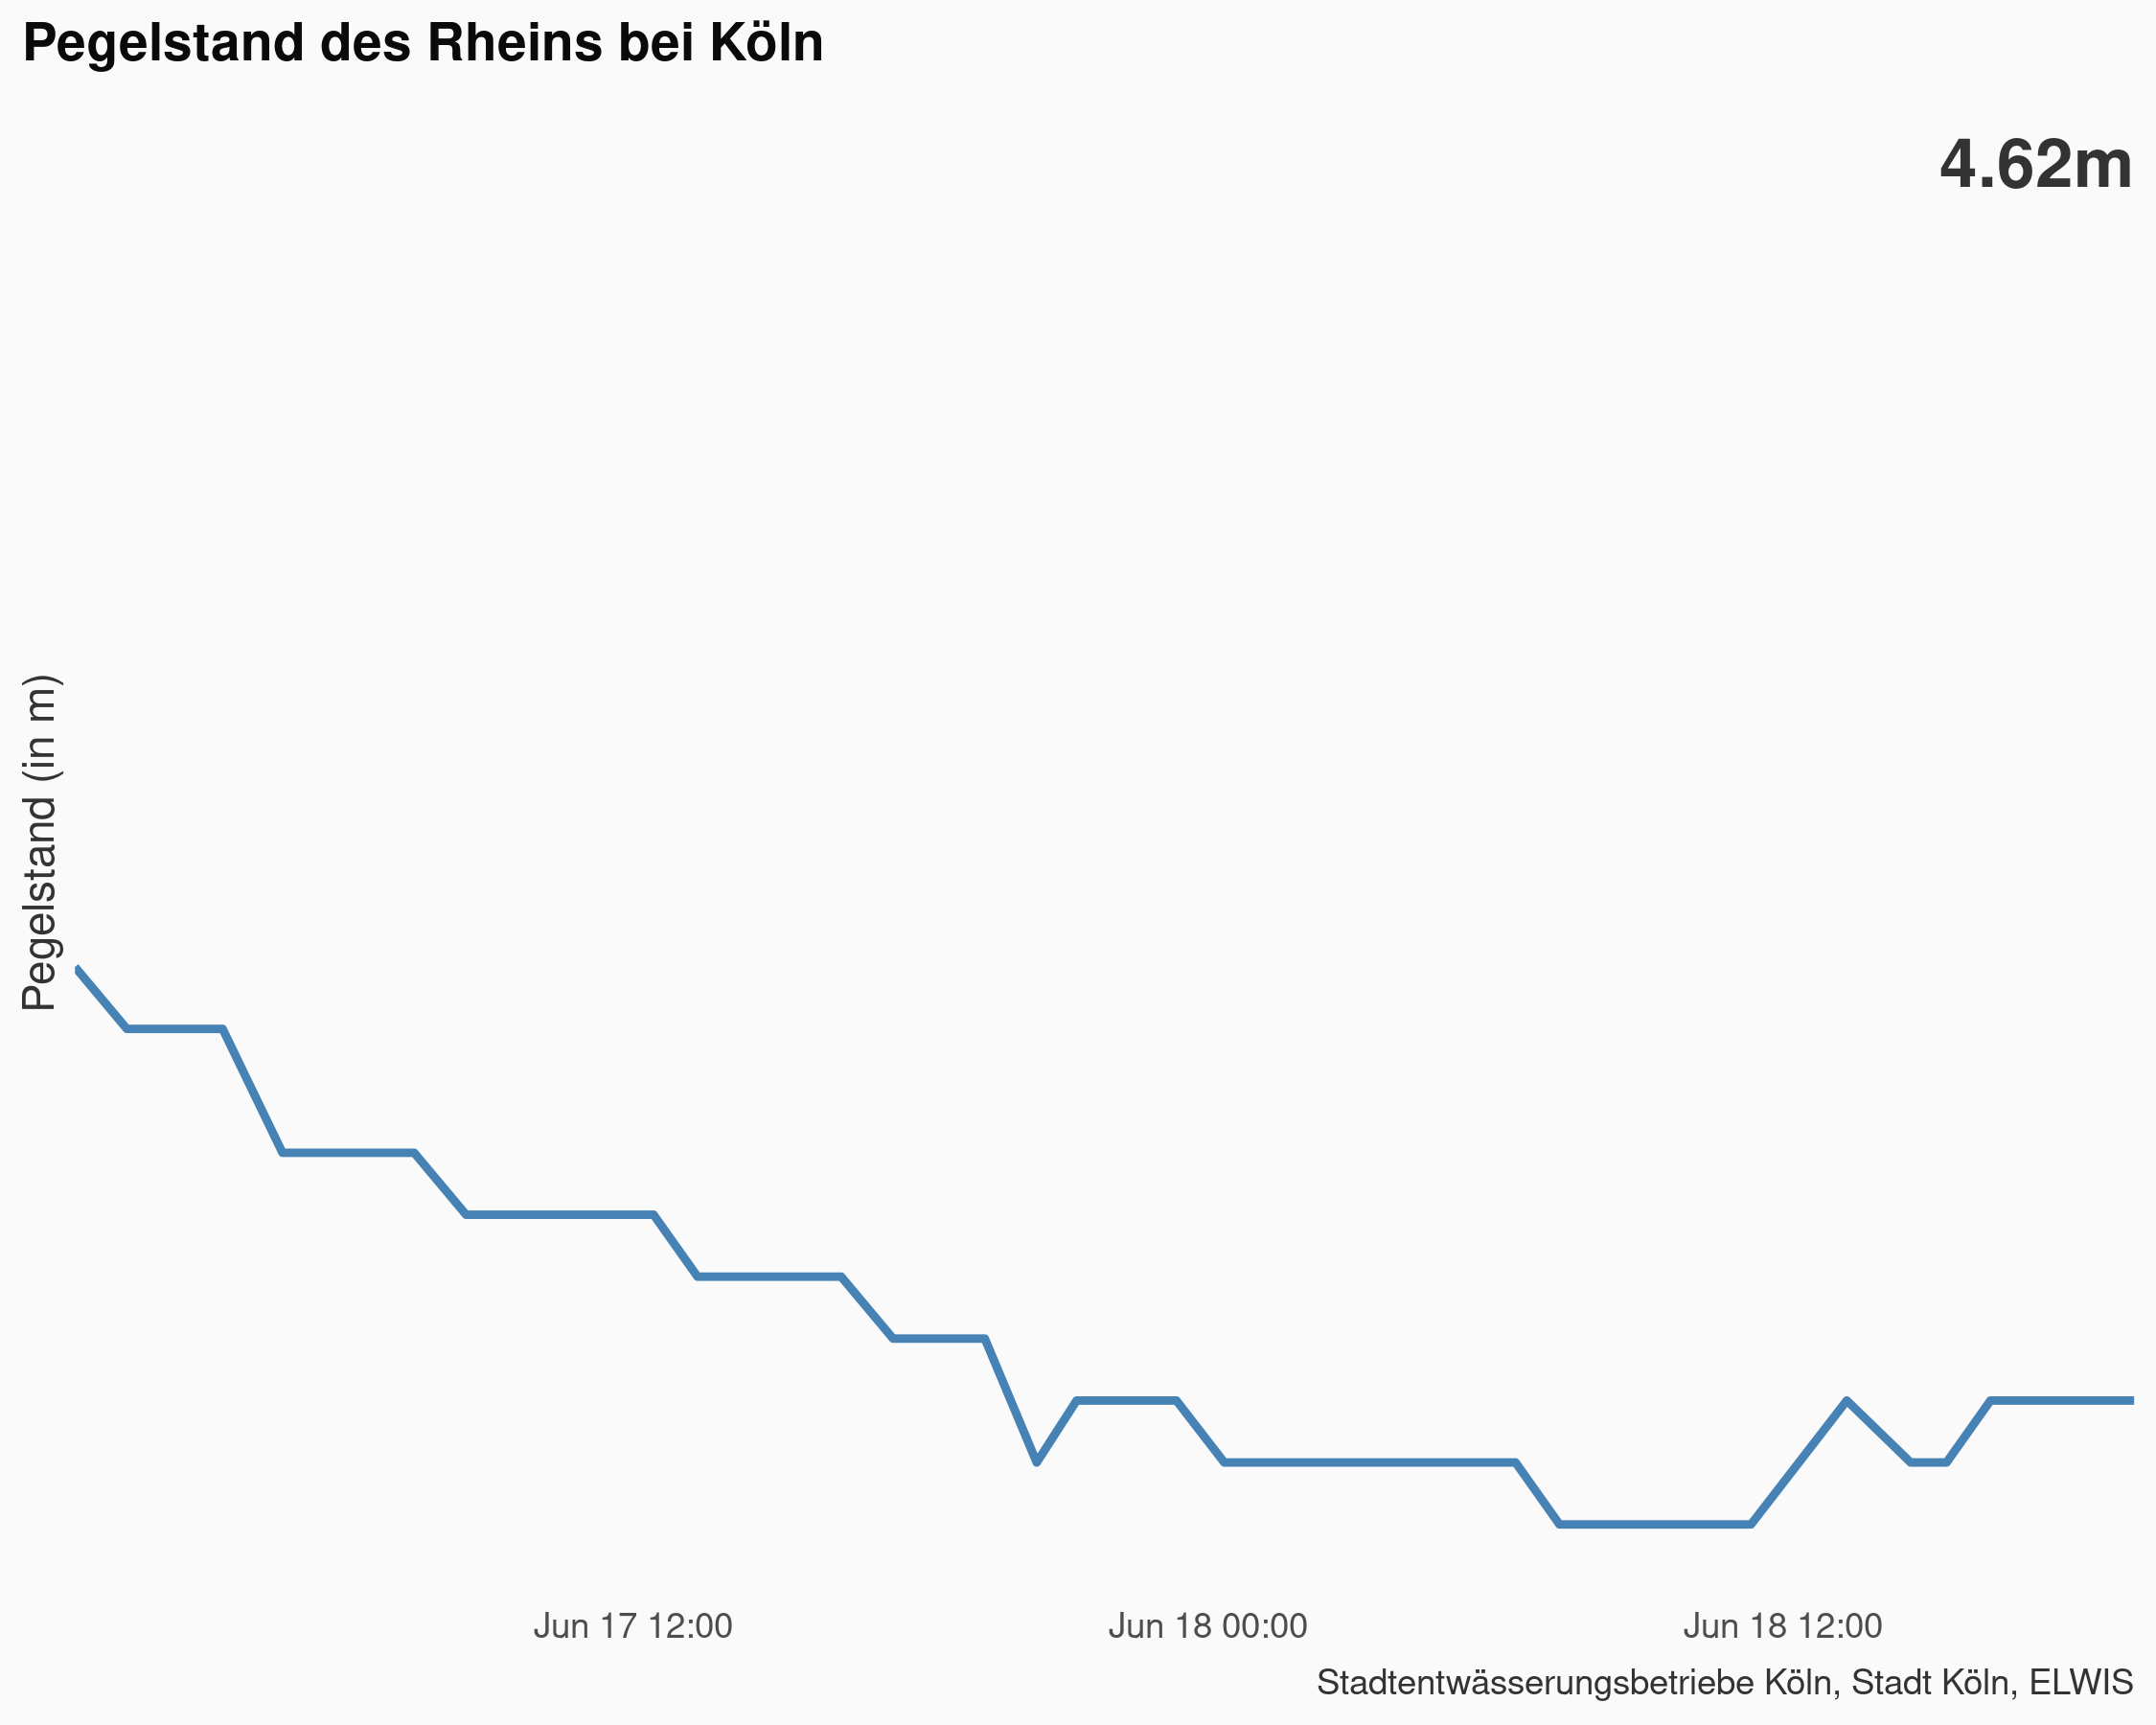 Pegelstand des Rheins bei Köln
4.62m
Pegelstand (in m)
Jun 17 12:00
Jun 18 00:00
Jun 18 12:00
Stadtentwässerungsbetriebe Köln, Stadt Köln, ELWIS